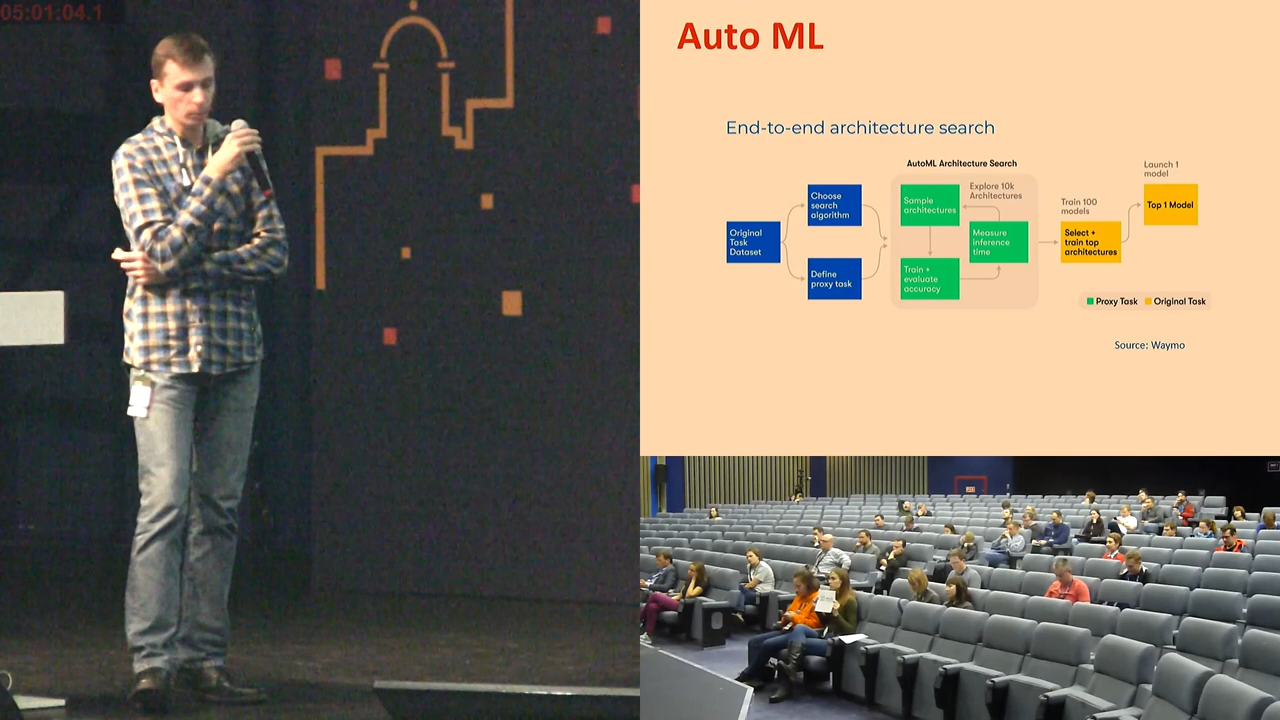 05:01:04.1
Auto ML
End-to-end architecture search
AutoML Architecture Search
Original
Task
Dataset
Choose
search
algorithm
Define
proxy task
Sample
architectures
Explore 10k
Architectures
Measure
inference
time
Train +
evaluate
accuracy
Train 100
models
Select +
train top
architectures
Launch 1
model
Top 1 Model
Proxy Task
Original Task
Source: Waymo